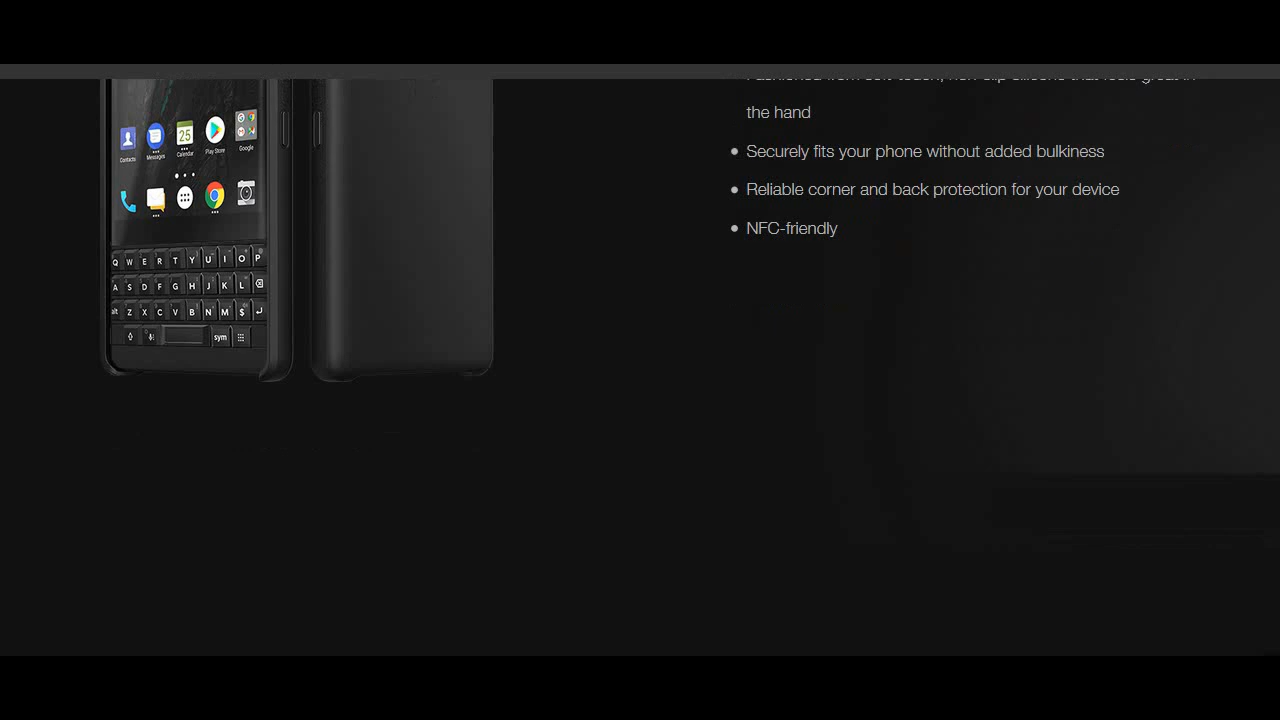 the hand
Securely fits your phone without added bulkiness
Reliable corner and back protection for your device
NFC-friendly
25
Contacts
Messages
Calendar
Play Store
Google
Q W E R T Y U I O P
A S D F G H J K L
alt Z X C V B N M $
sym